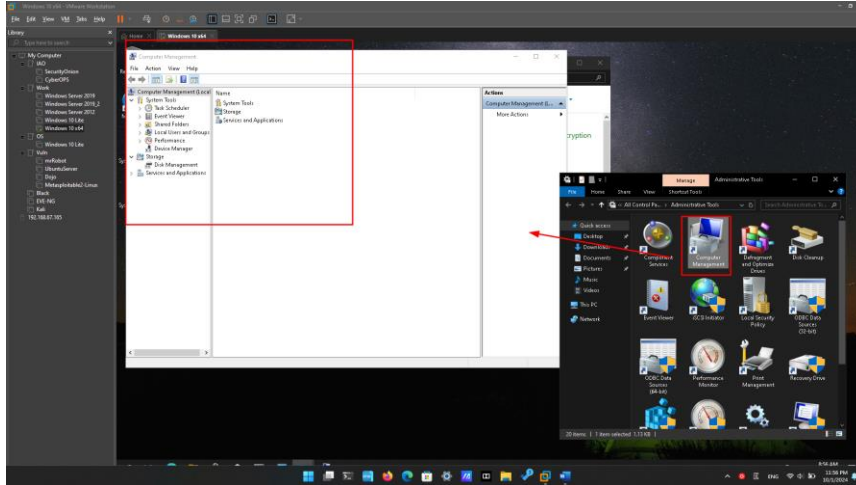 Windows 10 x64 - VMware Workstation
File Edit View VM Tabs Help
Library
Type here to search
My Computer
IAO
SecurityOnion
CyberOPS
Work
Windows Server 2019
Windows Server 2019_2
Windows Server 2012
Windows 10 Lite
Windows 10 x64
OS
Windows 10 Lite
Vuln
mrRobot
UbuntuServer
Dojo
Metasploitable2-Linux
Black
EVE-NG
Kali
192.168.67.165
Home
Windows 10 x64
Computer Management
File Action View Help
Computer Management (Local
System Tools
Task Scheduler
Event Viewer
Shared Folders
Local Users and Groups
Performance
Device Manager
Storage
Disk Management
Services and Applications
Name
System Tools
Storage
Services and Applications
Actions
Computer Management (L...
More Actions
cryption
Manage
Administrative Tools
File Home Share View Shortcut Tools
All Control Pa... Administrative Tools
Search Administrative To...
Quick access
Desktop
Downloads
Documents
Pictures
Music
Videos
This PC
Network
Component Services
Computer Management
Defragment and Optimize Drives
Disk Cleanup
Event Viewer
iSCSI Initiator
Local Security Policy
ODBC Data Sources (32-bit)
ODBC Data Sources (64-bit)
Performance Monitor
Print Management
Recovery Drive
20 items 1 item selected 1.13 KB
ENG
11:56 PM
10/1/2024